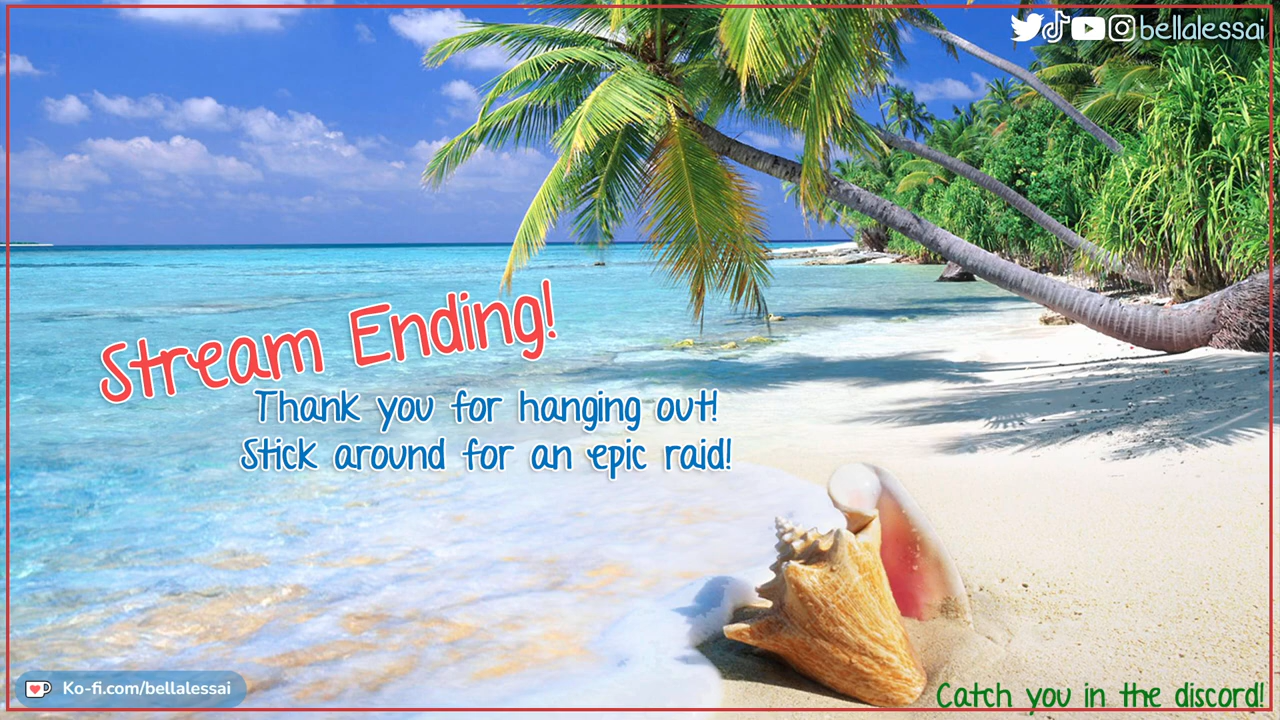 bellalessai
Stream Ending!
Thank you for hanging out!
Stick around for an epic raid!
Ko-fi.com/bellalessai
Catch you in the discord!